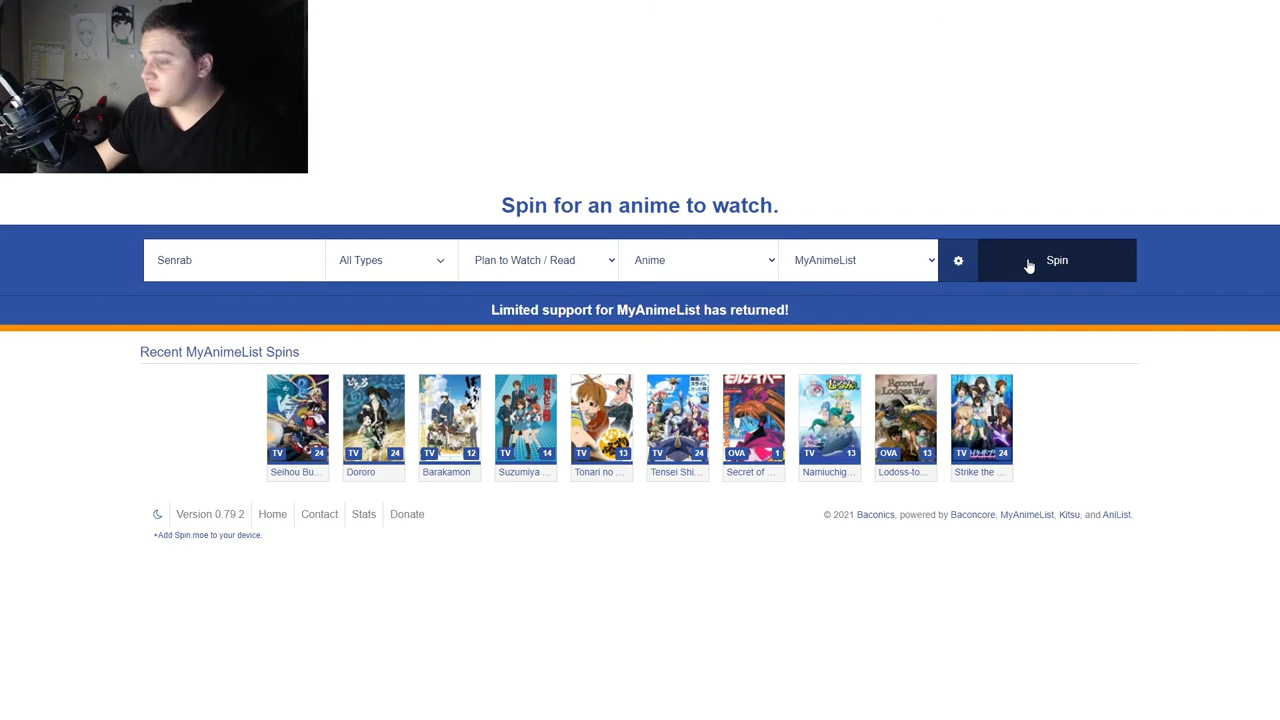 Spin for an anime to watch.
Senrab All Types Plan to Watch / Read Anime MyAnimeList Spin
Limited support for MyAnimeList has returned!
Recent MyAnimeList Spins
TV 24 TV 24 TV 12 TV 14 TV 13 TV 24 OVA 1 TV 13 OVA 13 TV 24
Seihou Bu... Dororo Barakamon Suzumiya ... Tonari no ... Tensei Shi... Secret of ... Namiuchig... Lodoss-to... Strike the ...
Version 0.79.2 Home Contact Stats Donate © 2021 Baconics, powered by Baconcore, MyAnimeList, Kitsu, and AniList.
+Add Spin.moe to your device.